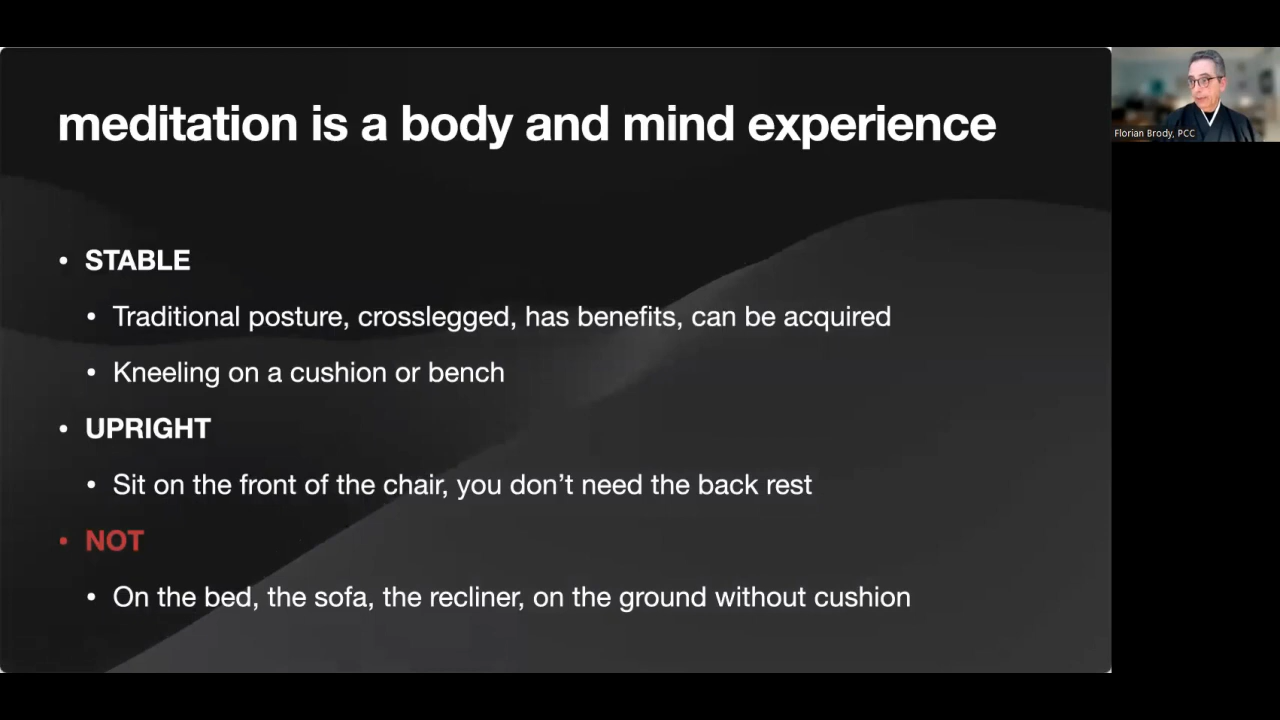 meditation is a body and mind experience
• STABLE
• Traditional posture, crosslegged, has benefits, can be acquired
• Kneeling on a cushion or bench
• UPRIGHT
• Sit on the front of the chair, you don’t need the back rest
• NOT
• On the bed, the sofa, the recliner, on the ground without cushion
Florian Brody, PCC